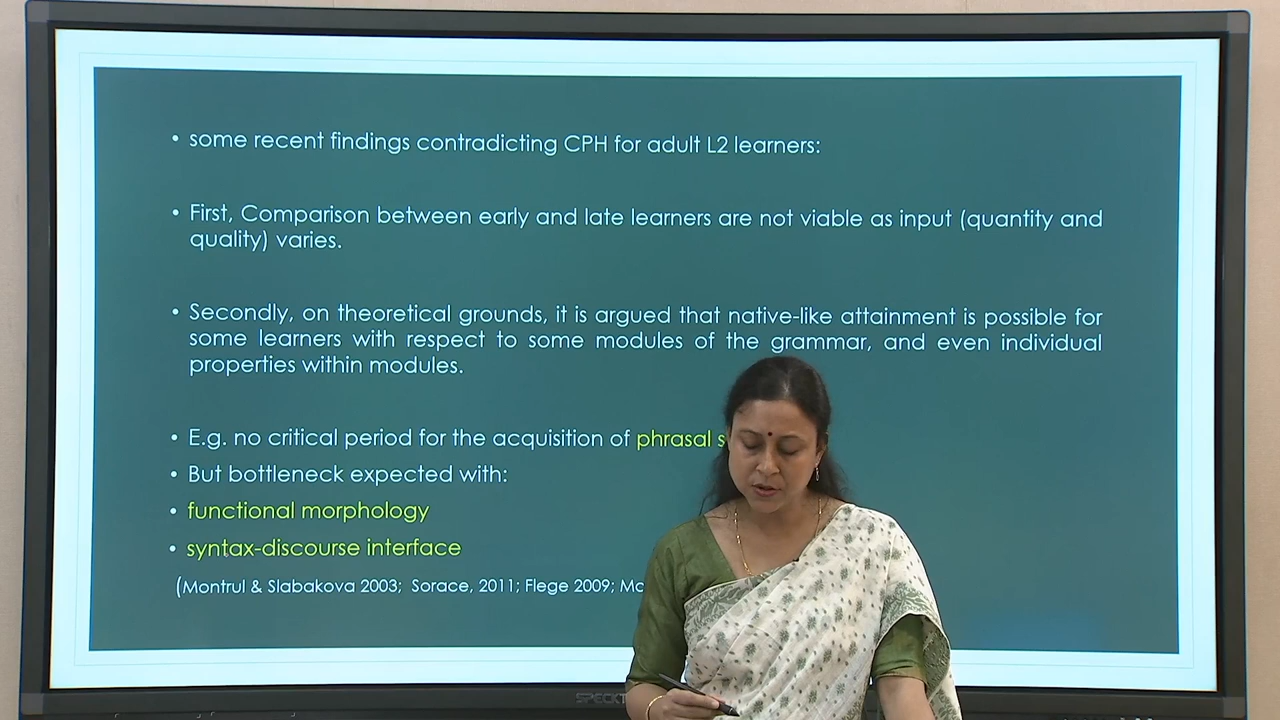 • some recent findings contradicting CPH for adult L2 learners:
• First, Comparison between early and late learners are not viable as input (quantity and
quality) varies.
• Secondly, on theoretical grounds, it is argued that native-like attainment is possible for
some learners with respect to some modules of the grammar, and even individual
properties within modules.
• E.g. no critical period for the acquisition of phrasal
• But bottleneck expected with:
• functional morphology
• syntax-discourse interface
(Montrul & Slabakova 2003; Sorace, 2011; Flege 2009;